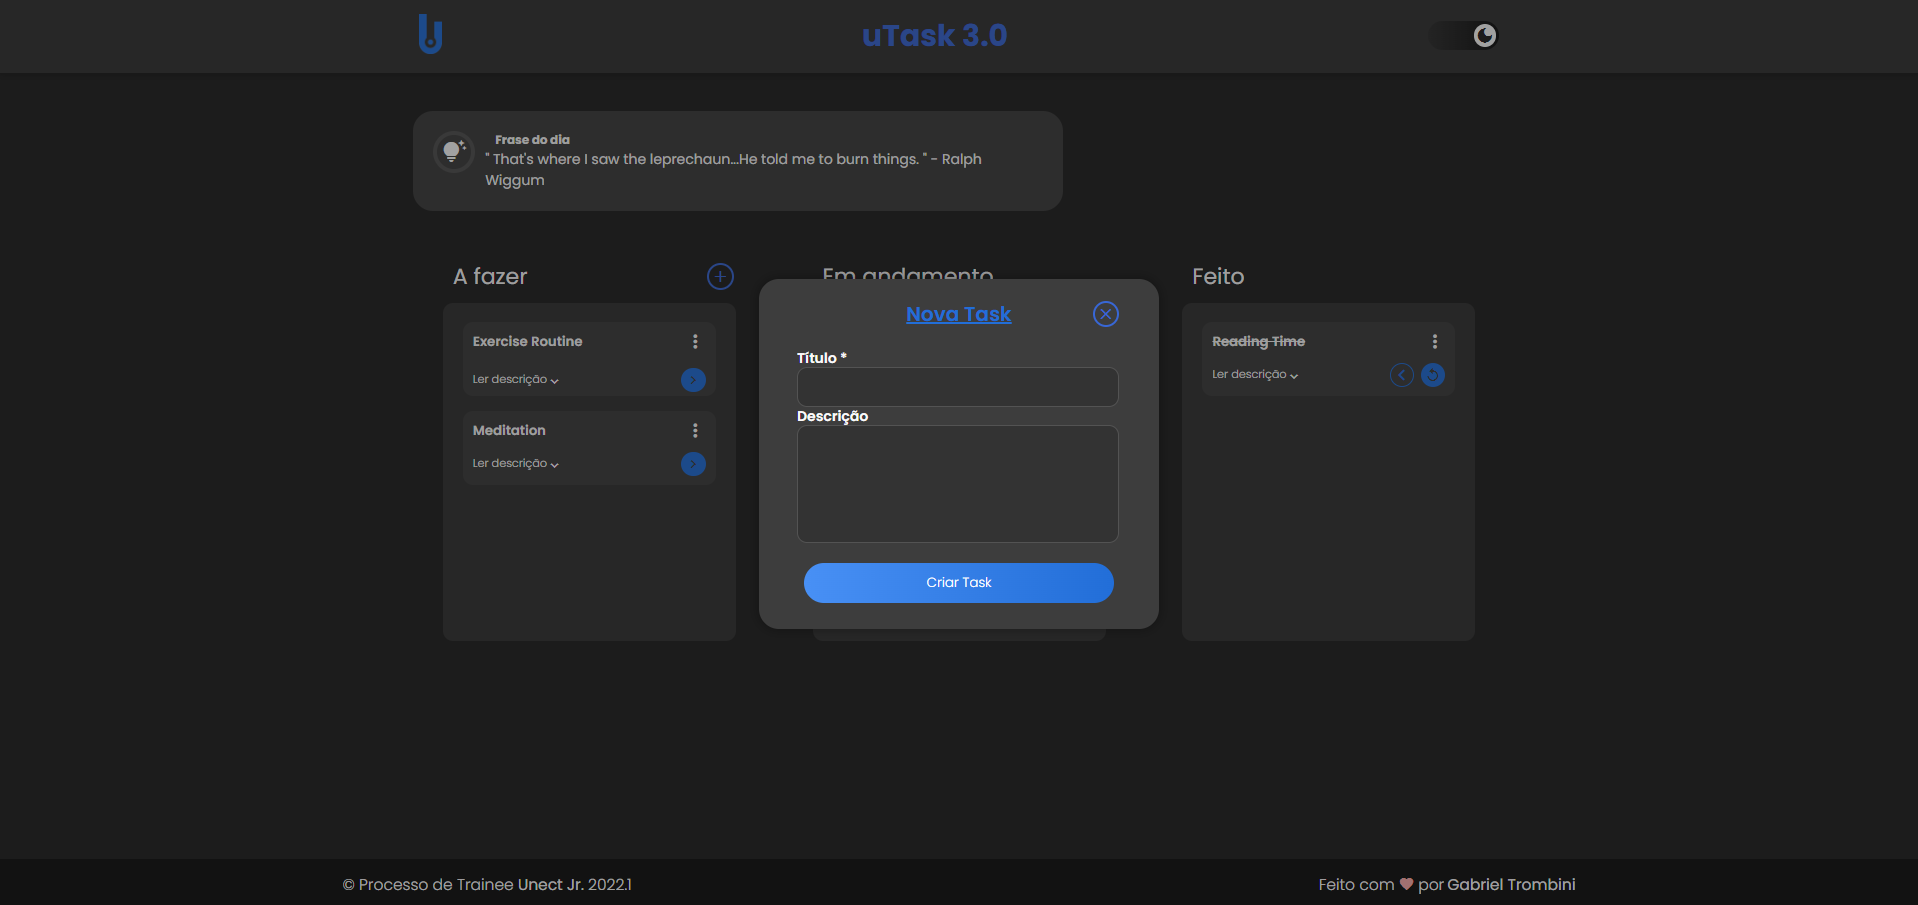 uTask 3.0
Frase do dia
" That's where I saw the leprechaun...He told me to burn things. " - Ralph
Wiggum
A fazer
Em andamento
Feito
Exercise Routine
Ler descrição
Meditation
Ler descrição
Nova Task
Título *
Descrição
Criar Task
Reading Time
Ler descrição
© Processo de Trainee Unect Jr. 2022.1
Feito com ❤ por Gabriel Trombini